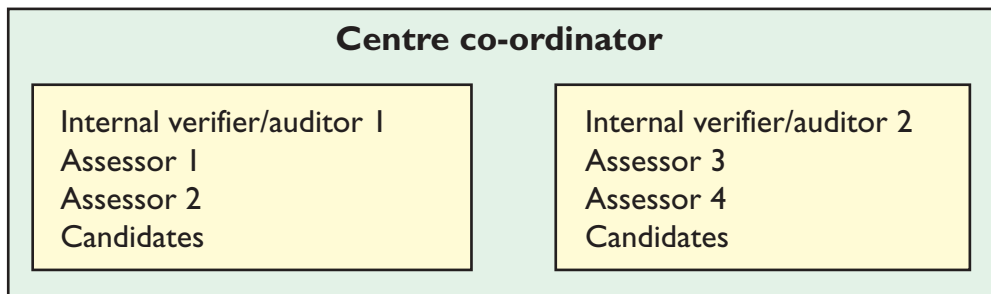 Centre co-ordinator
Internal verifier/auditor 1
Assessor 1
Assessor 2
Candidates
Internal verifier/auditor 2
Assessor 3
Assessor 4
Candidates